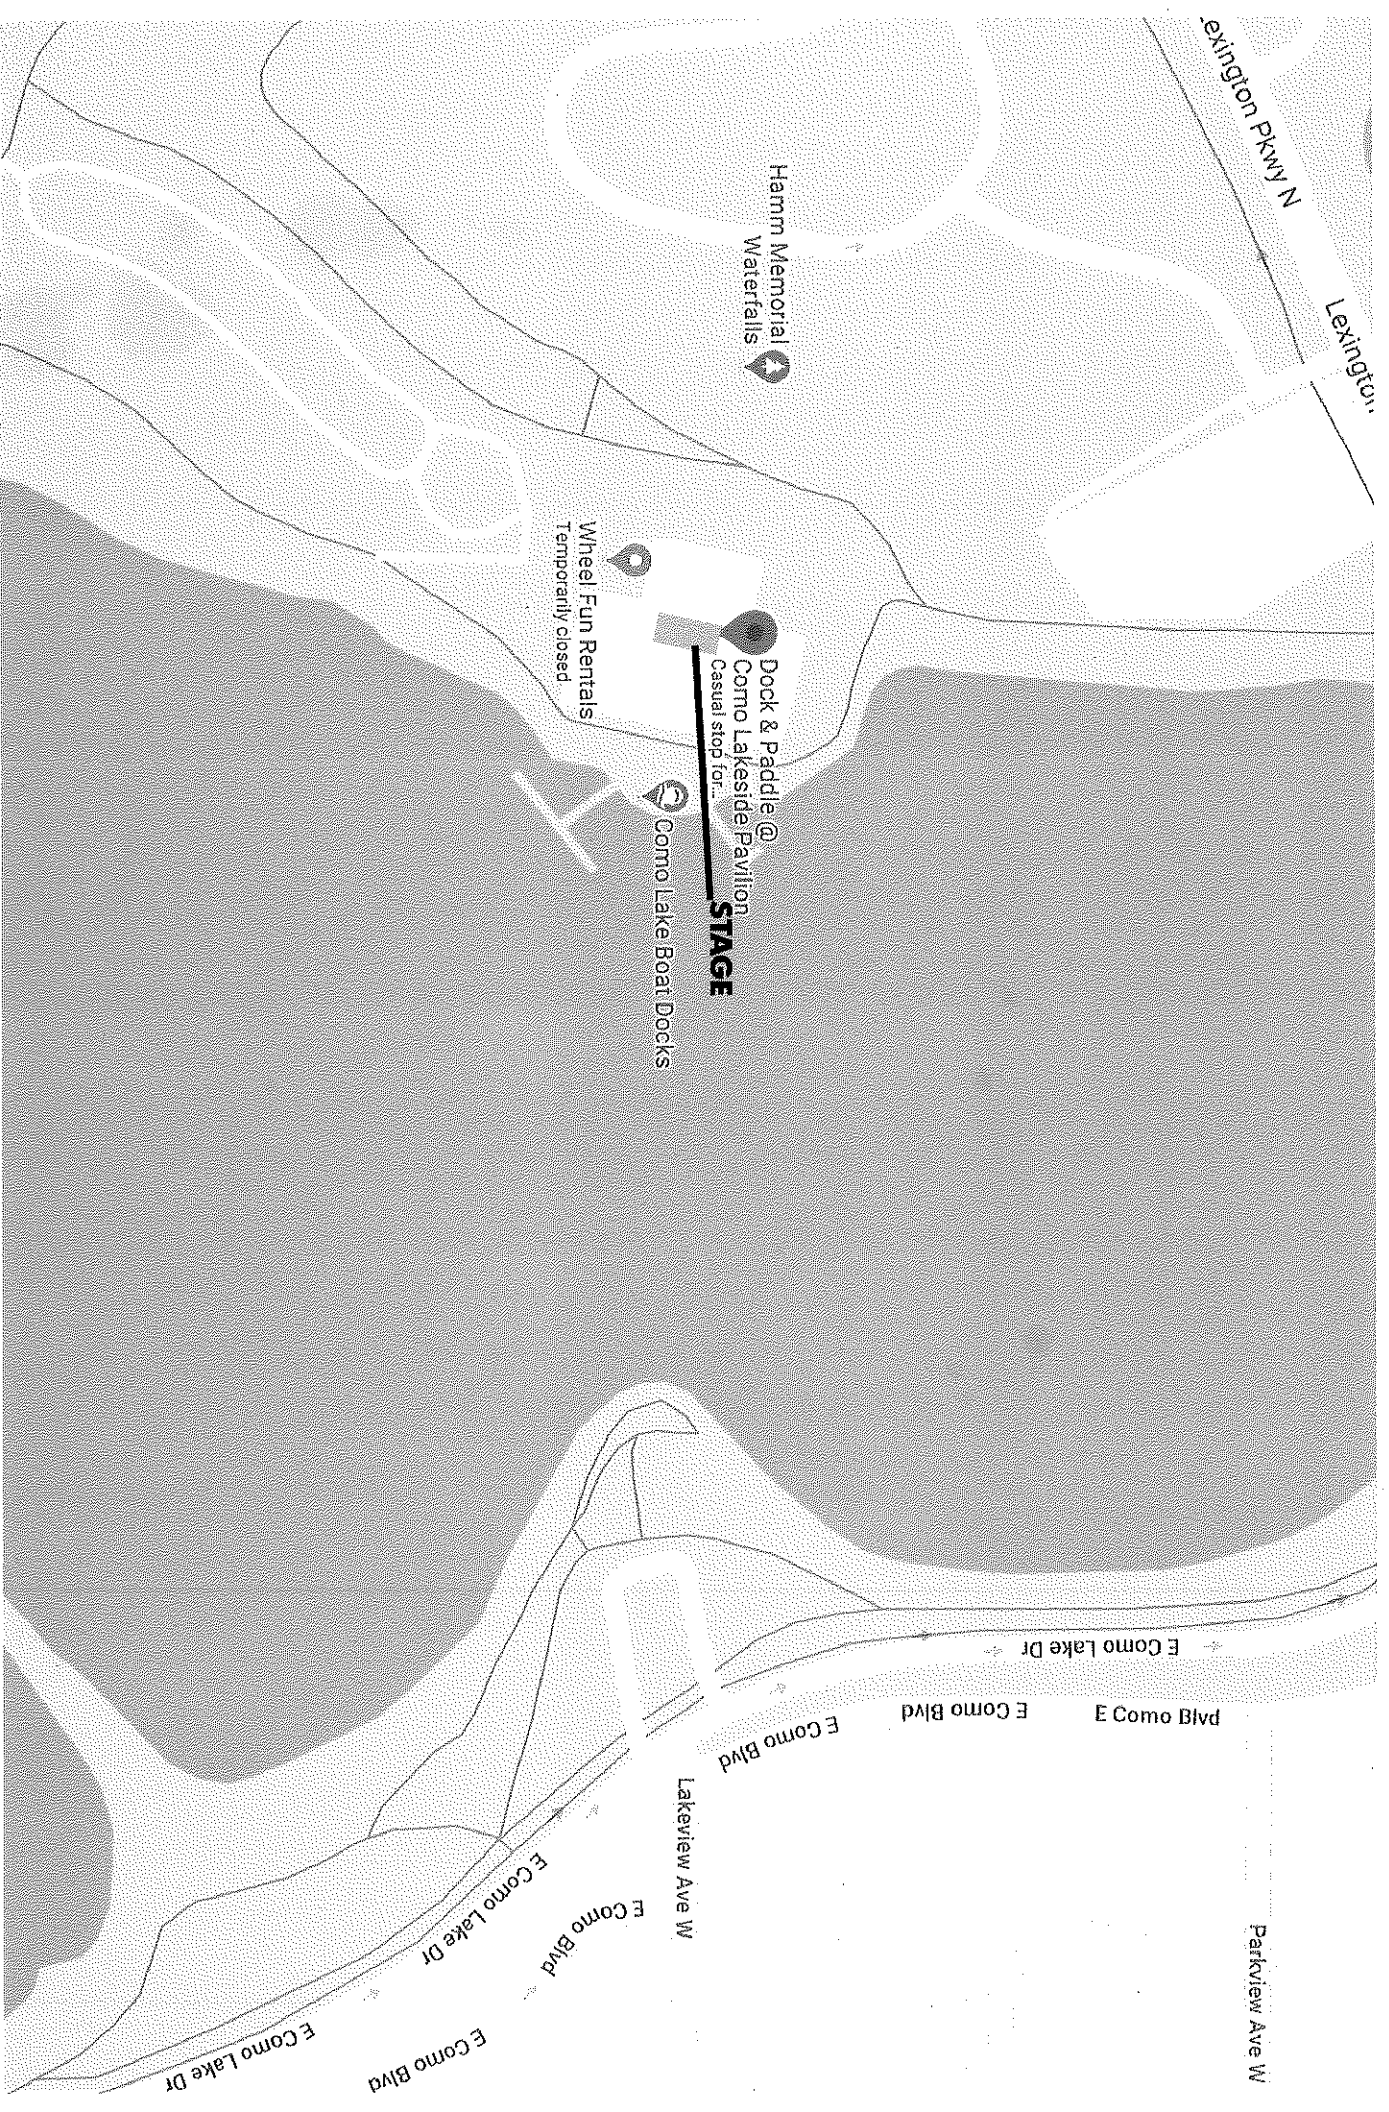 Lexington Pkwy N
Lexington
Hamm Memorial
Waterfalls
Wheel Fun Rentals
Temporarily closed
Dock & Paddle @
Como Lakeside Pavilion
Casual stop for...
STAGE
Como Lake Boat Docks
E Como Lake Dr
E Como Blvd
E Como Blvd
E Como Blvd
Lakeview Ave W
Parkview Ave W
E Como Lake Dr
E Como Blvd
E Como Lake Dr
E Como Blvd